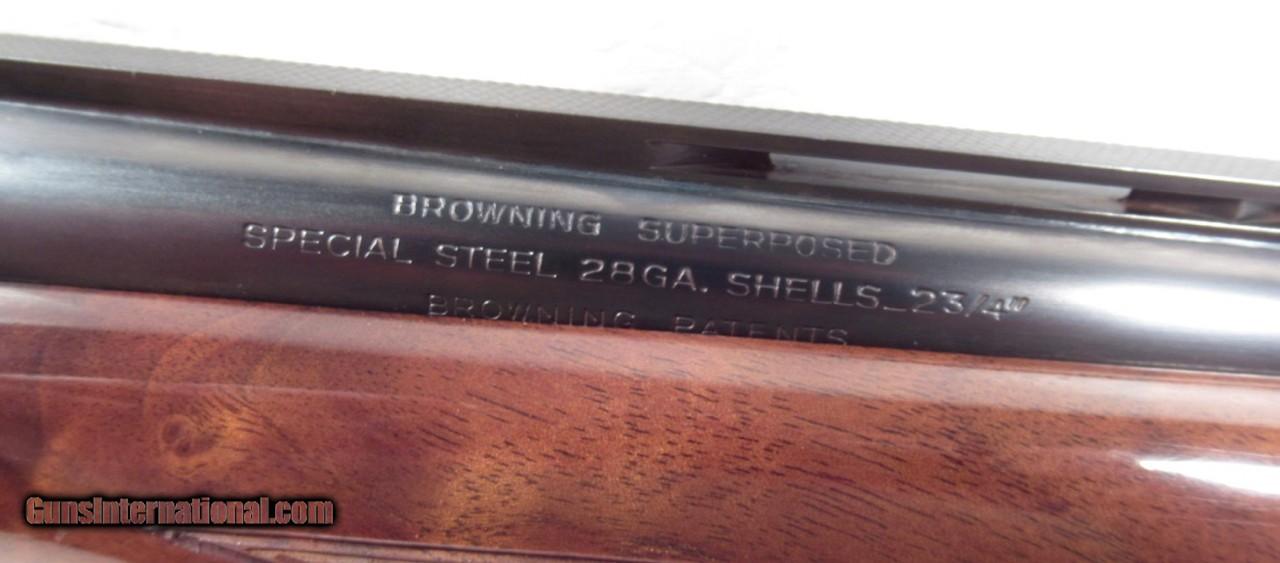 BROWNING SUPERPOSED
SPECIAL STEEL 28GA. SHELLS_23/4"
BROWNING PATENTS
GunsInternational.com